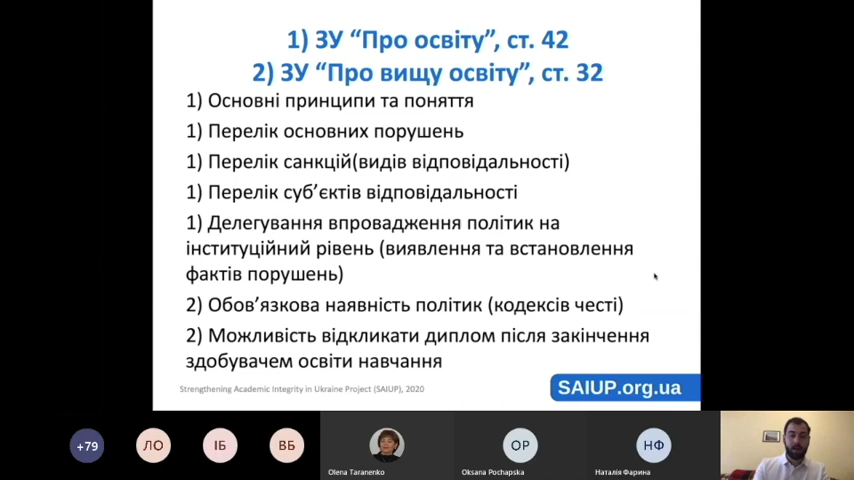 1) ЗУ “Про освіту”, ст. 42
2) ЗУ “Про вищу освіту”, ст. 32
1) Основні принципи та поняття
1) Перелік основних порушень
1) Перелік санкцій(видів відповідальності)
1) Перелік суб’єктів відповідальності
1) Делегування впровадження політик на
інституційний рівень (виявлення та встановлення
фактів порушень)
2) Обов’язкова наявність політик (кодексів честі)
2) Можливість відкликати диплом після закінчення
здобувачем освіти навчання
Strengthening Academic Integrity in Ukraine Project (SAIUP), 2020
SAIUP.org.ua
+79
ЛО
ІБ
ВБ
ОР
НФ
Olena Taranenko
Oksana Pochapska
Наталія Фарина